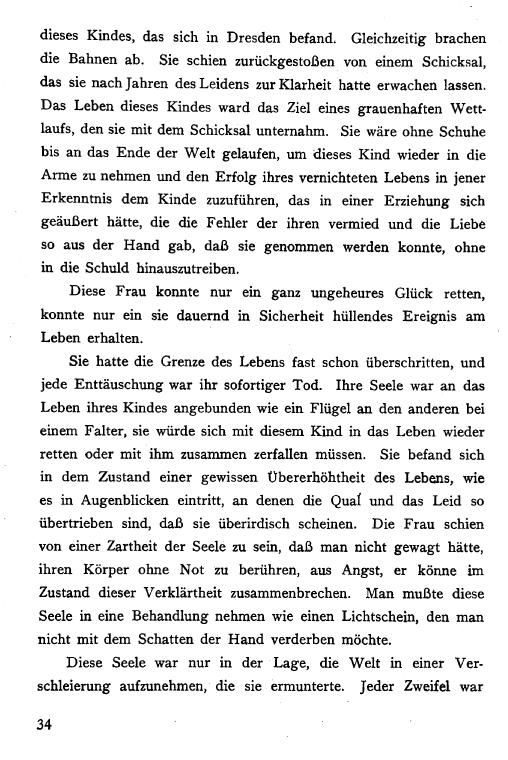 dieses Kindes, das sich in Dresden befand. Gleichzeitig brachen
die Bahnen ab. Sie schien zurückgestoßen von einem Schicksal,
das sie nach Jahren des Leidens zur Klarheit hatte erwachen lassen.
Das Leben dieses Kindes ward das Ziel eines grauenhaften Wett-
laufs, den sie mit dem Schicksal unternahm. Sie wäre ohne Schuhe
bis an das Ende der Welt gelaufen, um dieses Kind wieder in die
Arme zu nehmen und den Erfolg ihres vernichteten Lebens in jener
Erkenntnis dem Kinde zuzuführen, das in einer Erziehung sich
geäußert hätte, die die Fehler der ihren vermied und die Liebe
so aus der Hand gab, daß sie genommen werden konnte, ohne
in die Schuld hinauszutreiben.
Diese Frau konnte nur ein ganz ungeheures Glück retten,
konnte nur ein sie dauernd in Sicherheit hüllendes Ereignis am
Leben erhalten.
Sie hatte die Grenze des Lebens fast schon überschritten, und
jede Enttäuschung war ihr sofortiger Tod. Ihre Seele war an das
Leben ihres Kindes angebunden wie ein Flügel an den anderen bei
einem Falter, sie würde sich mit diesem Kind in das Leben wieder
retten oder mit ihm zusammen zerfallen müssen. Sie befand sich
in dem Zustand einer gewissen Übererhöhtheit des Lebens, wie
es in Augenblicken eintritt, an denen die Qual und das Leid so
übertrieben sind, daß sie überirdisch scheinen. Die Frau schien
von einer Zartheit der Seele zu sein, daß man nicht gewagt hätte,
ihren Körper ohne Not zu berühren, aus Angst, er könne im
Zustand dieser Verklärtheit zusammenbrechen. Man mußte diese
Seele in eine Behandlung nehmen wie einen Lichtschein, den man
nicht mit dem Schatten der Hand verderben möchte.
Diese Seele war nur in der Lage, die Welt in einer Ver-
schleierung aufzunehmen, die sie ermunterte. Jeder Zweifel war
34